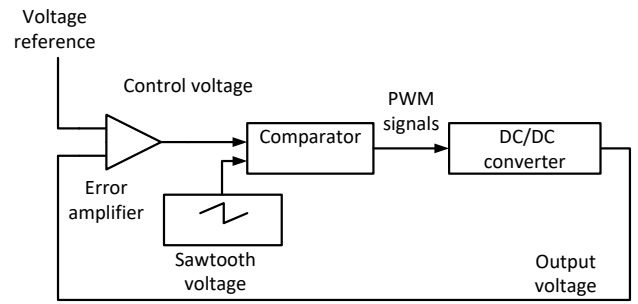 Voltage
reference
Control voltage
PWM
signals
Comparator
DC/DC
converter
Error
amplifier
Sawtooth
voltage
Output
voltage